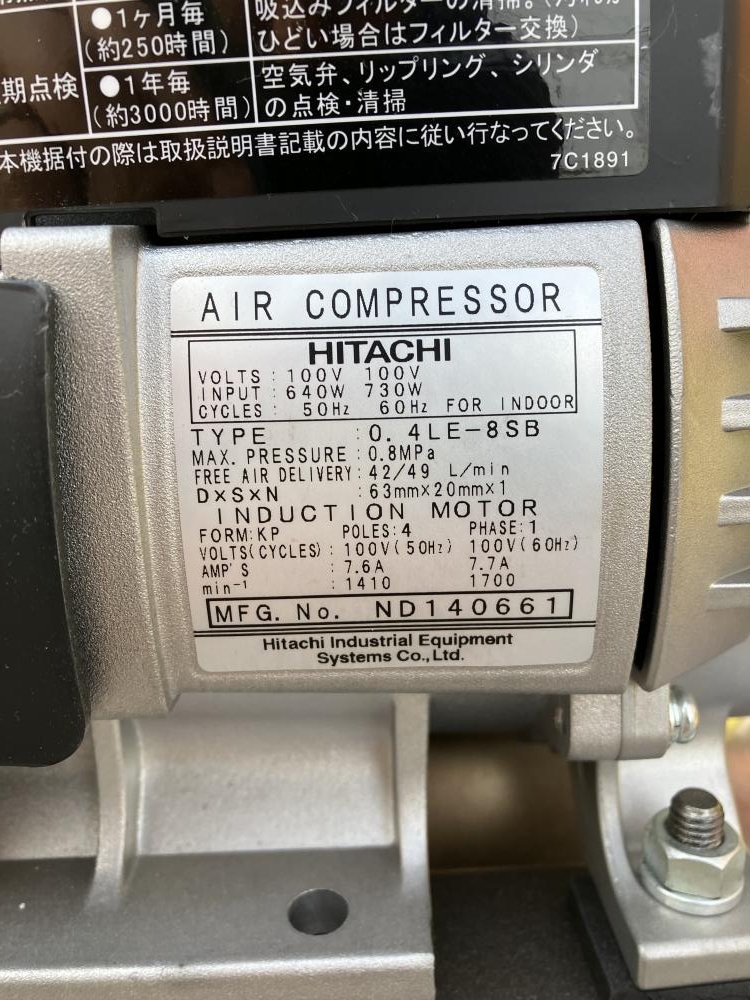 ●1ヶ月毎
(約250時間)
吸込みフィルターの清掃。(汚れが
ひどい場合はフィルター交換)
期点検
●1年毎
(約3000時間)
空気弁、リップリング、シリンダ
の点検・清掃
本機据付の際は取扱説明書記載の内容に従い行なってください。
7C1891
AIR COMPRESSOR
HITACHI
VOLTS : 100V 100V
INPUT : 640W 730W
CYCLES : 50Hz 60Hz FOR INDOOR
TYPE : 0.4LE-8SB
MAX. PRESSURE : 0.8MPa
FREE AIR DELIVERY : 42/49 L/min
D×S×N : 63mm×20mm×1
INDUCTION MOTOR
FORM:KP POLES:4 PHASE:1
VOLTS(CYCLES) : 100V(50Hz) 100V(60Hz)
AMP'S : 7.6A 7.7A
min⁻¹ : 1410 1700
MFG. No. ND140661
Hitachi Industrial Equipment
Systems Co., Ltd.